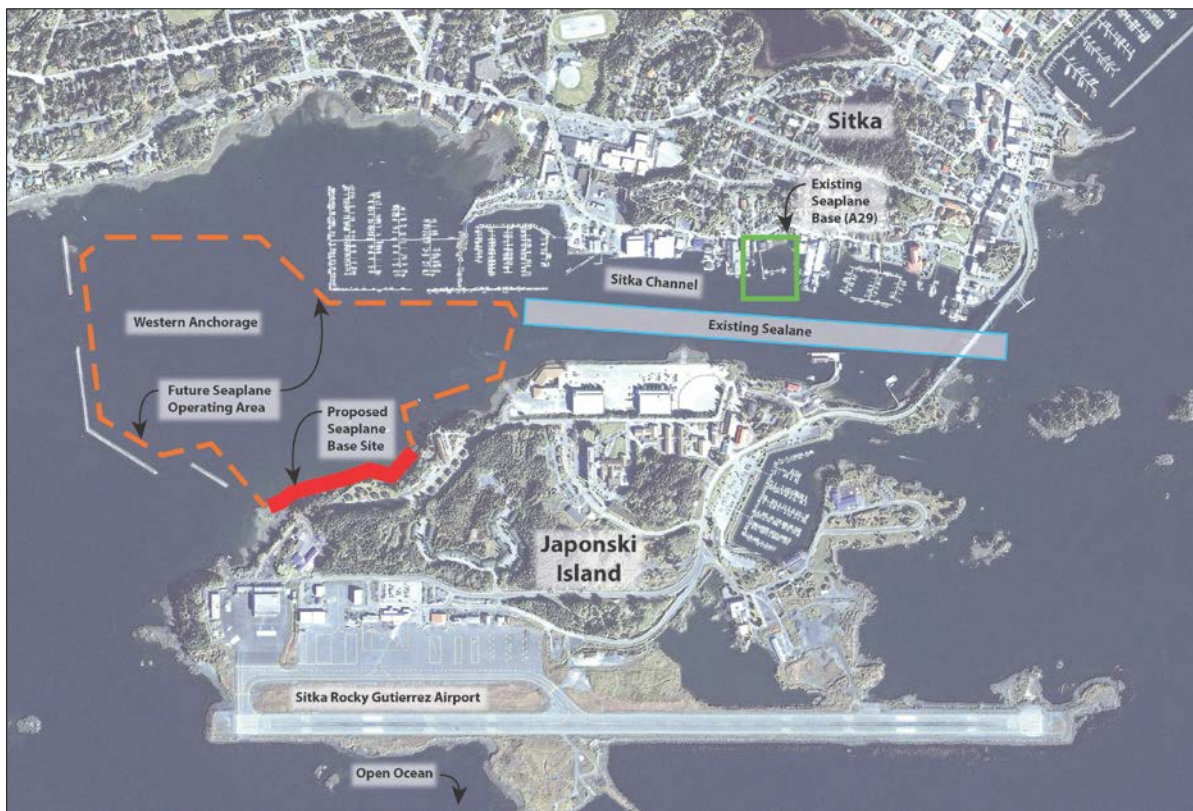 Sitka
Existing
Seaplane
Base (A29)
Sitka Channel
Western Anchorage
Existing Sealane
Future Seaplane
Operating Area
Proposed
Seaplane
Base Site
Japonski
Island
Sitka Rocky Gutierrez Airport
Open Ocean